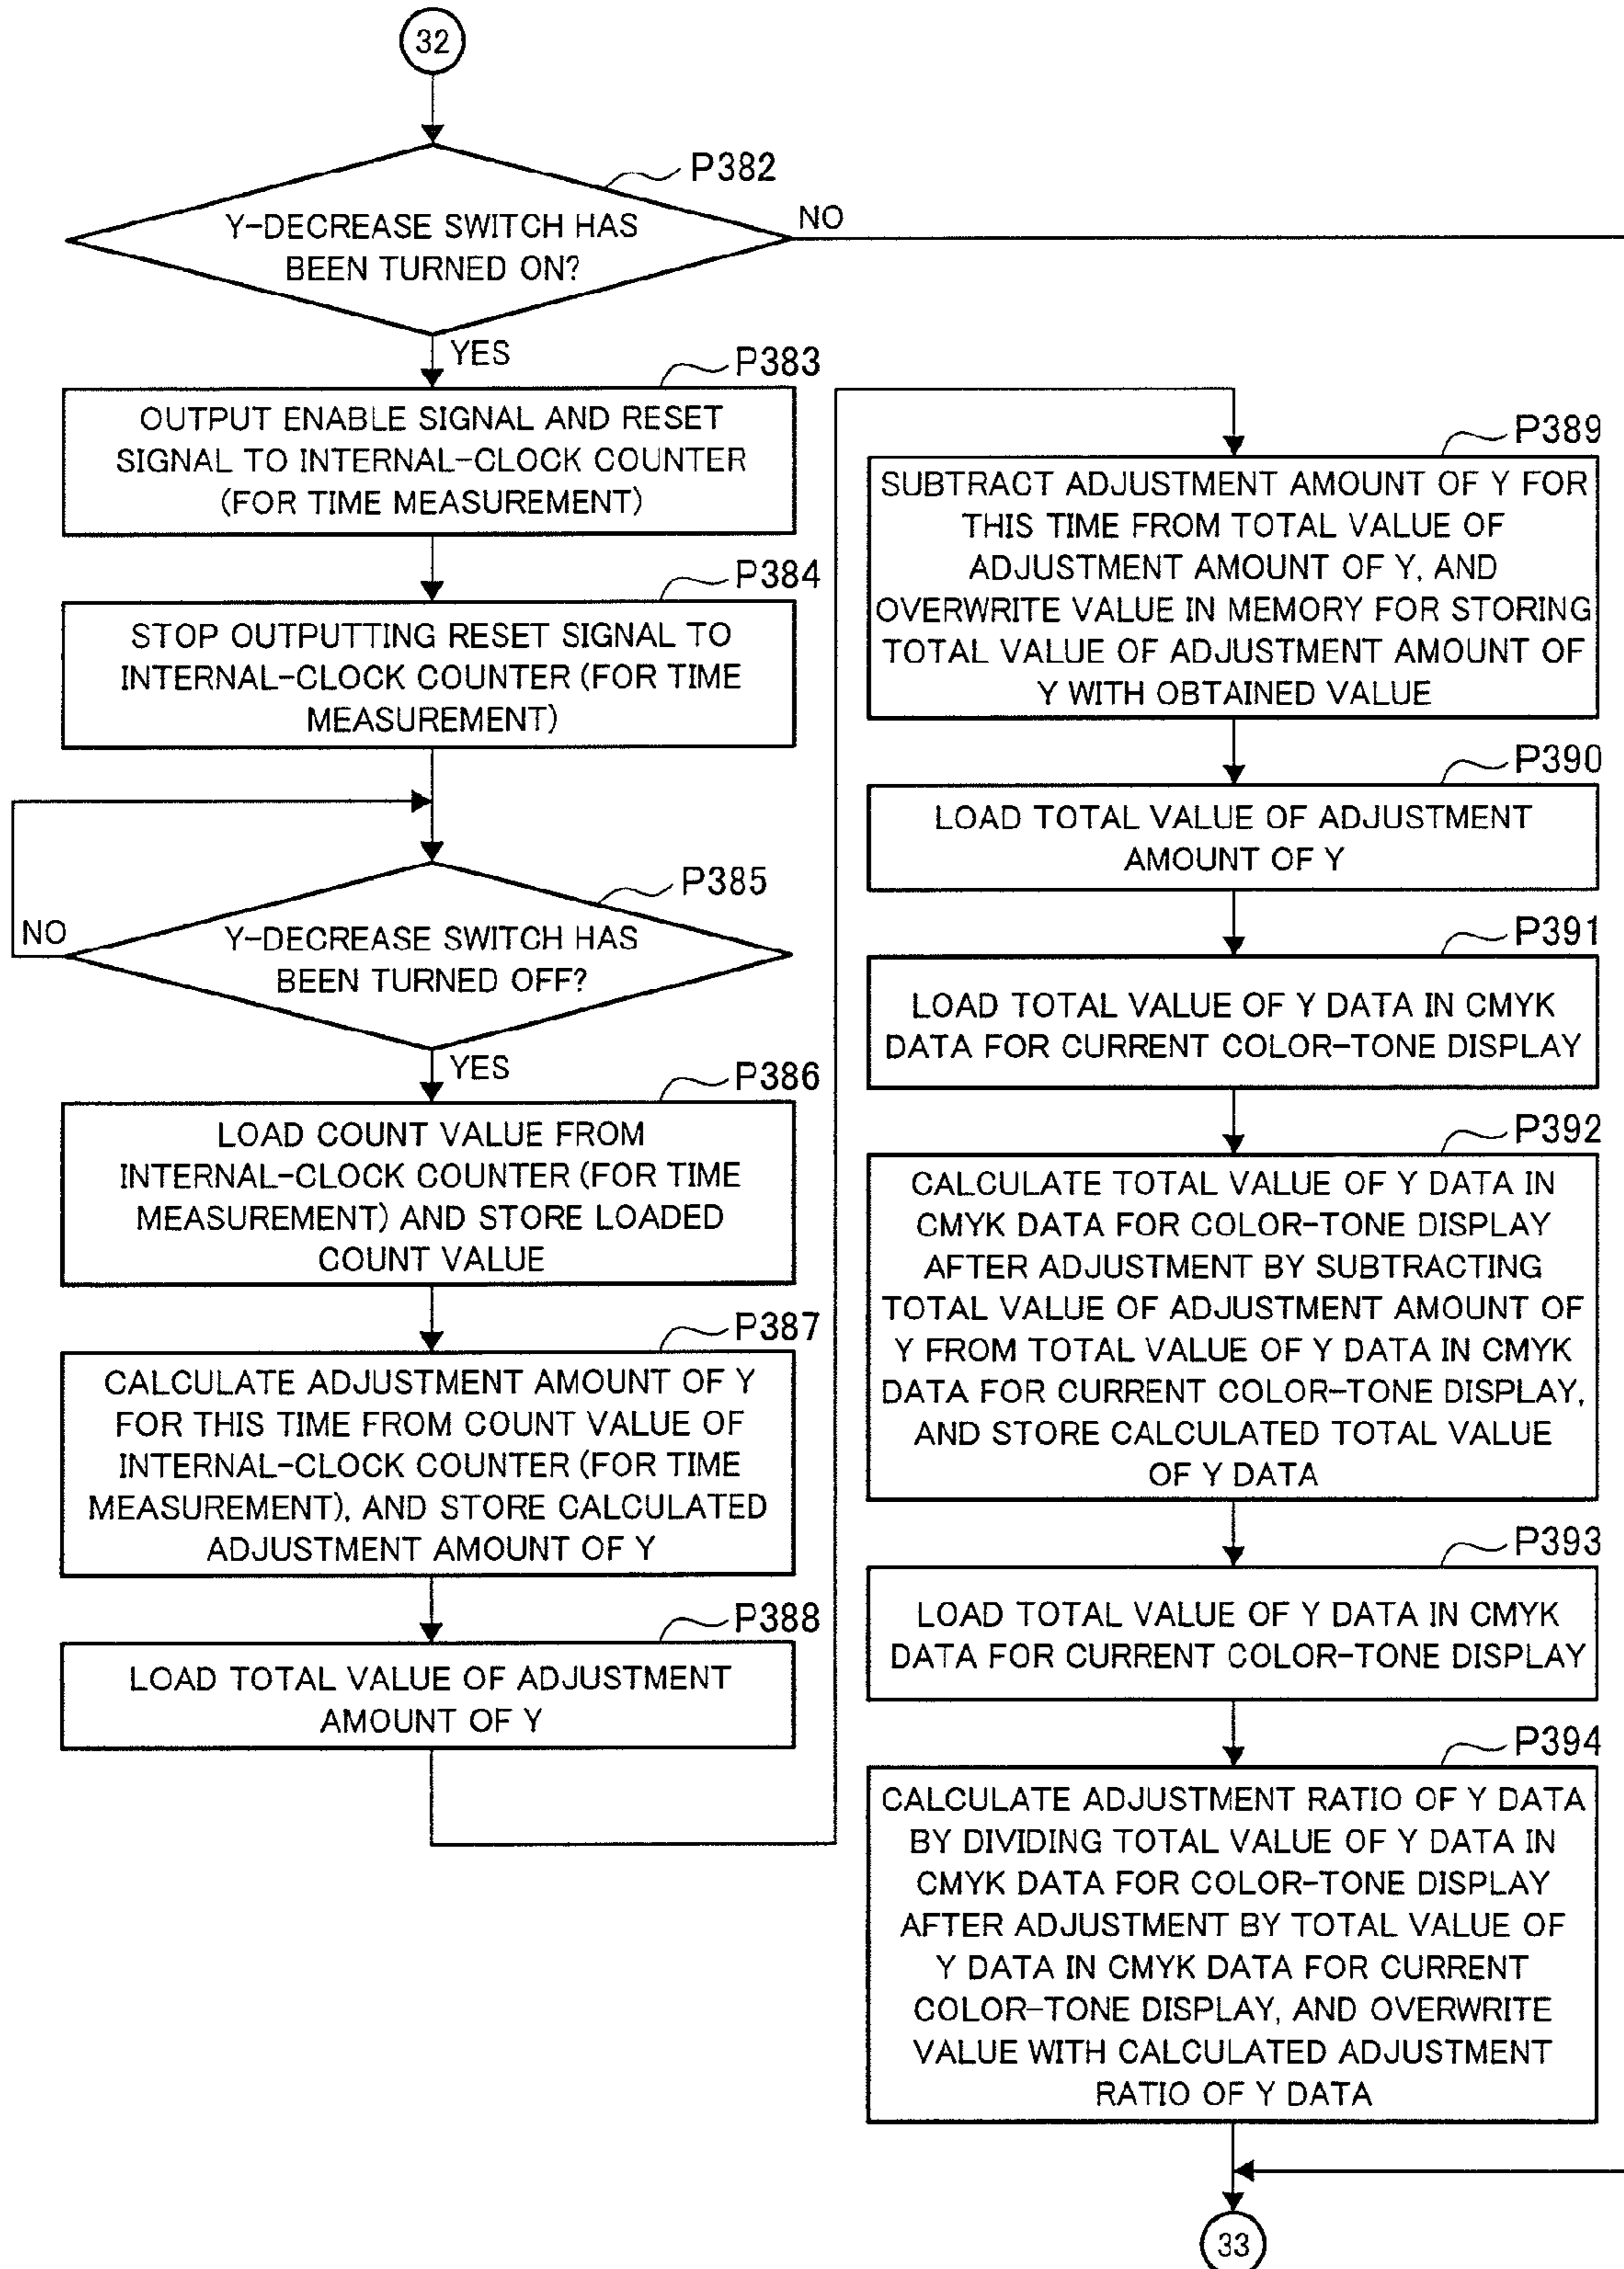 32
P382
Y-DECREASE SWITCH HAS
BEEN TURNED ON?
NO
YES
P383
OUTPUT ENABLE SIGNAL AND RESET
SIGNAL TO INTERNAL-CLOCK COUNTER
(FOR TIME MEASUREMENT)
P384
STOP OUTPUTTING RESET SIGNAL TO
INTERNAL-CLOCK COUNTER (FOR TIME
MEASUREMENT)
P385
NO
Y-DECREASE SWITCH HAS
BEEN TURNED OFF?
YES
P386
LOAD COUNT VALUE FROM
INTERNAL-CLOCK COUNTER (FOR TIME
MEASUREMENT) AND STORE LOADED
COUNT VALUE
P387
CALCULATE ADJUSTMENT AMOUNT OF Y
FOR THIS TIME FROM COUNT VALUE OF
INTERNAL-CLOCK COUNTER (FOR TIME
MEASUREMENT), AND STORE CALCULATED
ADJUSTMENT AMOUNT OF Y
P388
LOAD TOTAL VALUE OF ADJUSTMENT
AMOUNT OF Y
P389
SUBTRACT ADJUSTMENT AMOUNT OF Y FOR
THIS TIME FROM TOTAL VALUE OF
ADJUSTMENT AMOUNT OF Y, AND
OVERWRITE VALUE IN MEMORY FOR STORING
TOTAL VALUE OF ADJUSTMENT AMOUNT OF
Y WITH OBTAINED VALUE
P390
LOAD TOTAL VALUE OF ADJUSTMENT
AMOUNT OF Y
P391
LOAD TOTAL VALUE OF Y DATA IN CMYK
DATA FOR CURRENT COLOR-TONE DISPLAY
P392
CALCULATE TOTAL VALUE OF Y DATA IN
CMYK DATA FOR COLOR-TONE DISPLAY
AFTER ADJUSTMENT BY SUBTRACTING
TOTAL VALUE OF ADJUSTMENT AMOUNT OF
Y FROM TOTAL VALUE OF Y DATA IN CMYK
DATA FOR CURRENT COLOR-TONE DISPLAY,
AND STORE CALCULATED TOTAL VALUE
OF Y DATA
P393
LOAD TOTAL VALUE OF Y DATA IN CMYK
DATA FOR CURRENT COLOR-TONE DISPLAY
P394
CALCULATE ADJUSTMENT RATIO OF Y DATA
BY DIVIDING TOTAL VALUE OF Y DATA IN
CMYK DATA FOR COLOR-TONE DISPLAY
AFTER ADJUSTMENT BY TOTAL VALUE OF
Y DATA IN CMYK DATA FOR CURRENT
COLOR-TONE DISPLAY, AND OVERWRITE
VALUE WITH CALCULATED ADJUSTMENT
RATIO OF Y DATA
33